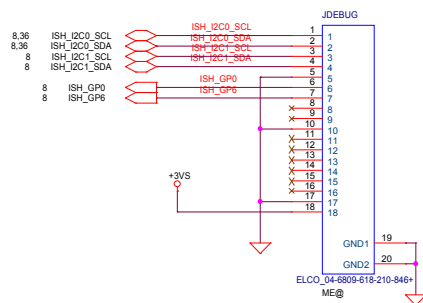 JDEBUG
8,36 ISH_I2C0_SCL ISH_I2C0_SCL 1 1
8,36 ISH_I2C0_SDA ISH_I2C0_SDA 2 2
8 ISH_I2C1_SCL ISH_I2C1_SCL 3 3
8 ISH_I2C1_SDA ISH_I2C1_SDA 4 4
5 5
8 ISH_GP0 ISH_GP0 6 6
8 ISH_GP6 ISH_GP6 7 7
8 8
9 9
10 10
11 11
12 12
13 13
14 14
15 15
16 16
+3VS 17 17
18 18
GND1 19
GND2 20
ELCO_04-6809-618-210-846+
ME@